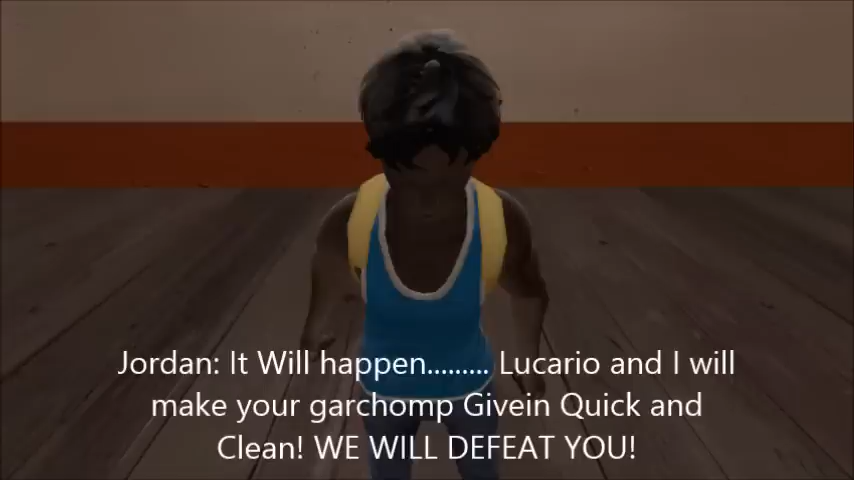 Jordan: It Will happen......... Lucario and I will
make your garchomp Givein Quick and
Clean! WE WILL DEFEAT YOU!